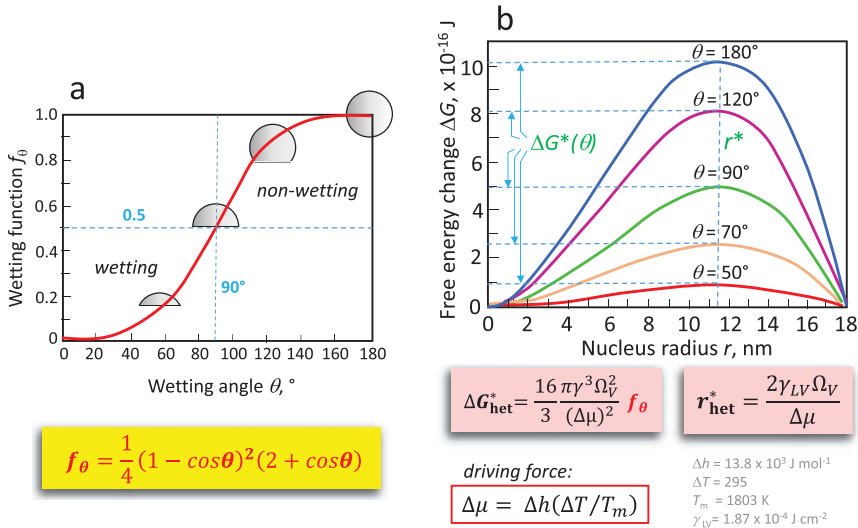 a
Wetting function fθ
1.0
0.8
0.6
0.4
0.2
0
0.5
90°
wetting
non-wetting
0 20 40 60 80 100 120 140 160 180
Wetting angle θ, °
fθ = 1/4 (1 − cosθ)²(2 + cosθ)
b
Free energy change ΔG, x 10⁻¹⁶ J
10
8
6
4
2
0
θ = 180°
θ = 120°
ΔG*(θ)
r*
θ = 90°
θ = 70°
θ = 50°
0 2 4 6 8 10 12 14 16 18
Nucleus radius r, nm
ΔG*het = 16/3 πγ³Ω²V/(Δμ)² fθ
r*het = 2γLVΩV/Δμ
driving force:
Δμ = Δh(ΔT/Tm)
Δh = 13.8 x 10³ J mol⁻¹
ΔT = 295
Tm = 1803 K
γLV = 1.87 x 10⁻⁴ J cm⁻²